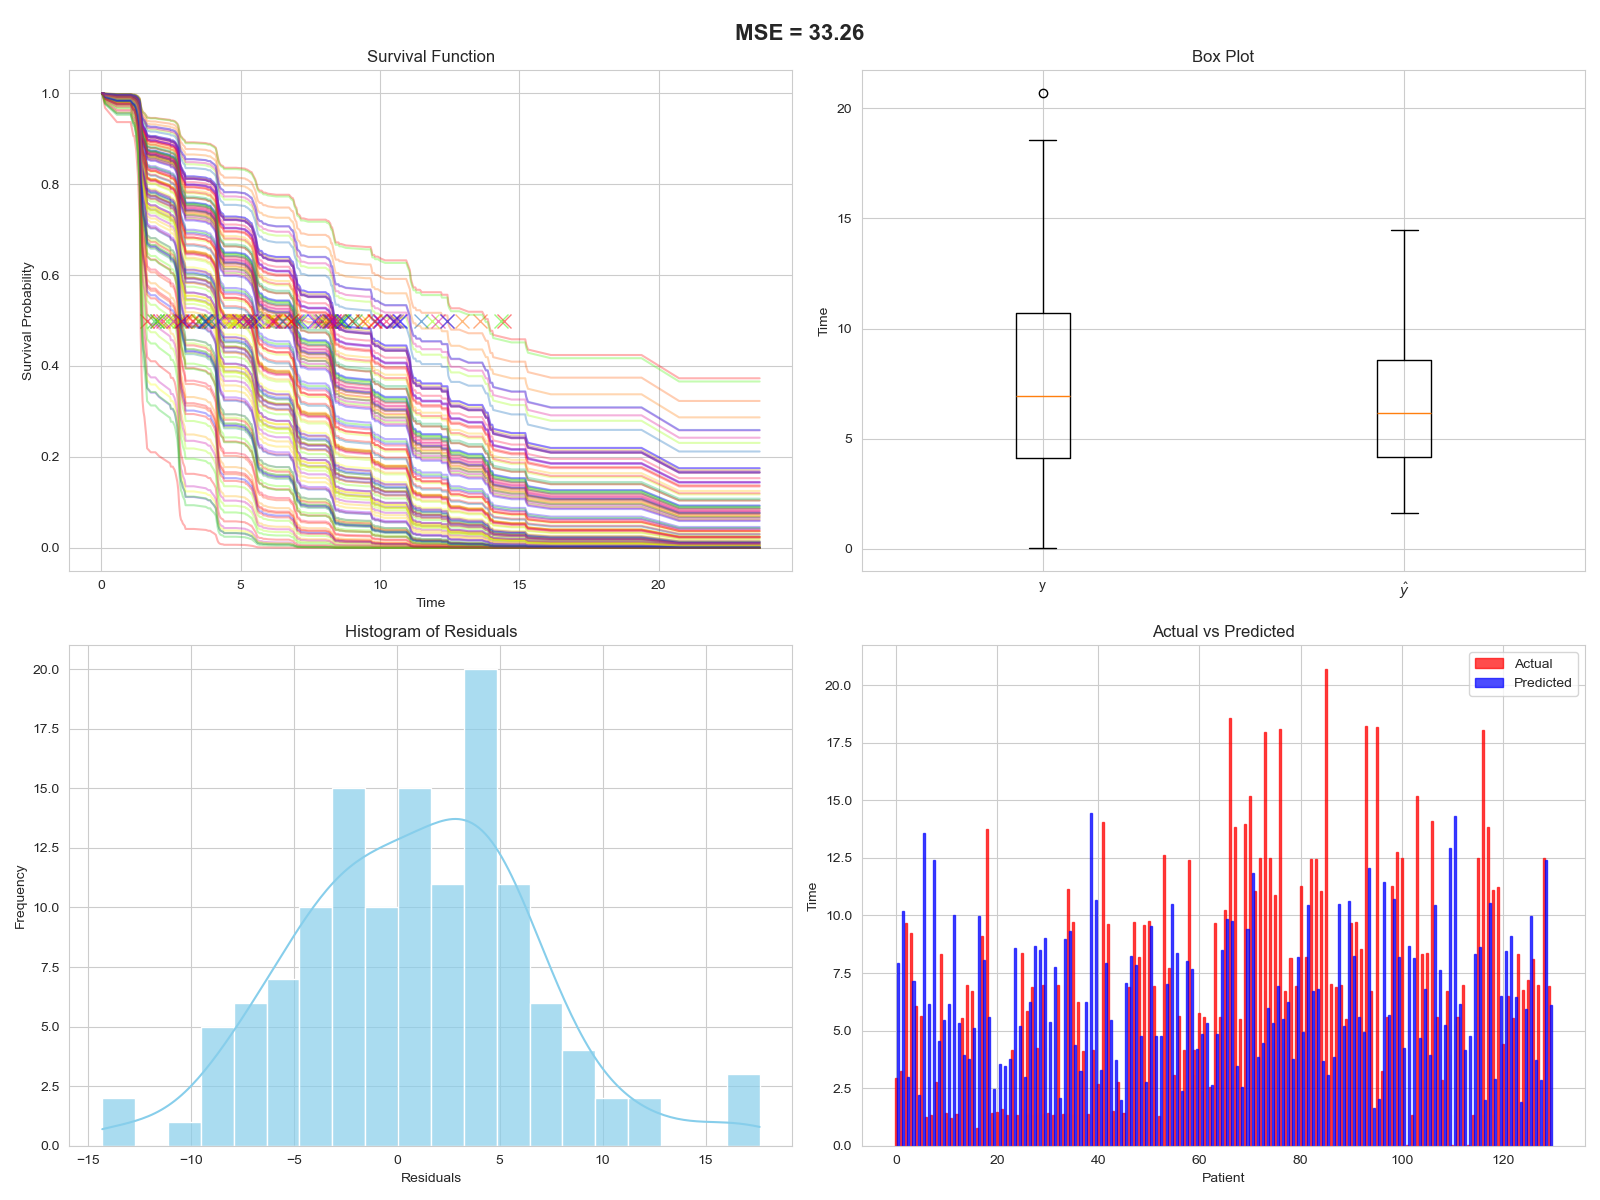 MSE = 33.26
Survival Function
1.0
0.8
0.6
0.4
0.2
0.0
Survival Probability
0 5 10 15 20
Time
Box Plot
20
15
10
5
0
Time
y ŷ
Histogram of Residuals
20.0
17.5
15.0
12.5
10.0
7.5
5.0
2.5
0.0
Frequency
−15 −10 −5 0 5 10 15
Residuals
Actual vs Predicted
Actual
Predicted
20.0
17.5
15.0
12.5
10.0
7.5
5.0
2.5
0.0
Time
0 20 40 60 80 100 120
Patient